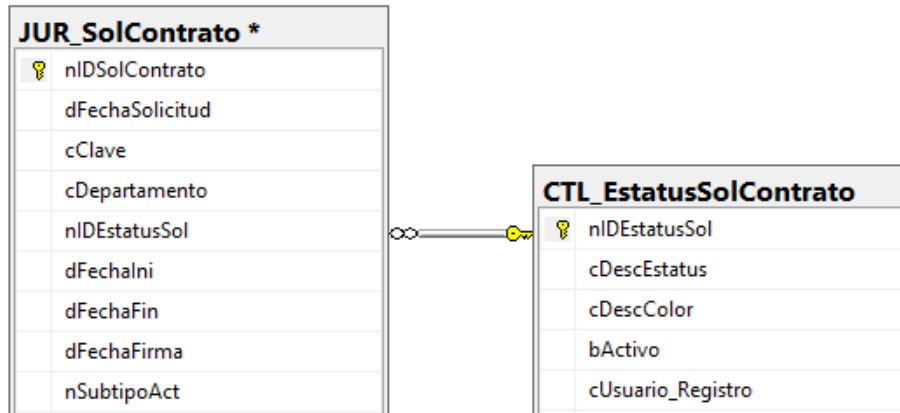 JUR_SolContrato *
nIDSolContrato
dFechaSolicitud
cClave
cDepartamento
nIDEstatusSol
dFechaIni
dFechaFin
dFechaFirma
nSubtipoAct
CTL_EstatusSolContrato
nIDEstatusSol
cDescEstatus
cDescColor
bActivo
cUsuario_Registro